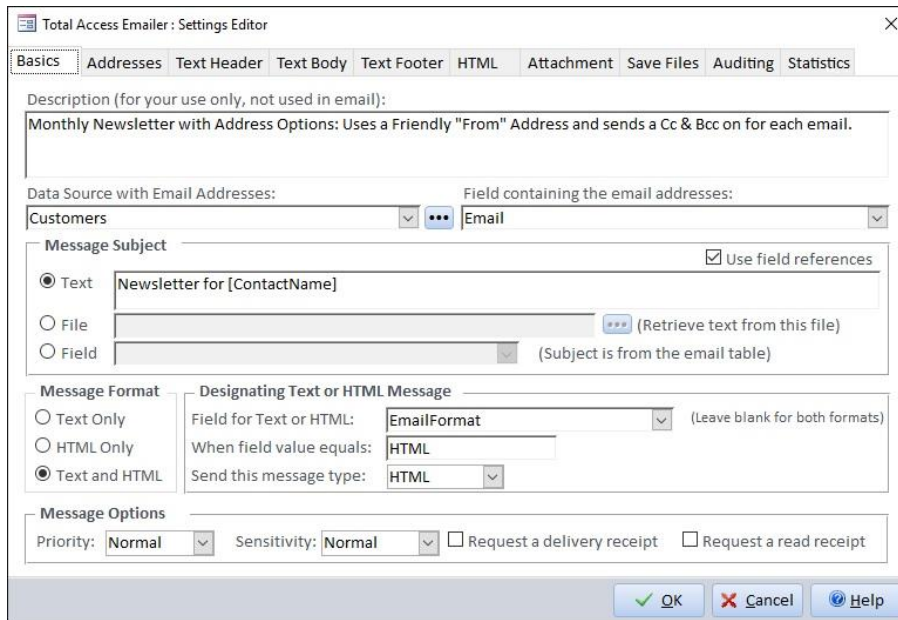 Total Access Emailer : Settings Editor
Basics Addresses Text Header Text Body Text Footer HTML Attachment Save Files Auditing Statistics
Description (for your use only, not used in email):
Monthly Newsletter with Address Options: Uses a Friendly "From" Address and sends a Cc & Bcc on for each email.
Data Source with Email Addresses: Field containing the email addresses:
Customers Email
Message Subject
Use field references
Text Newsletter for [ContactName]
File (Retrieve text from this file)
Field (Subject is from the email table)
Message Format Designating Text or HTML Message
Text Only Field for Text or HTML: EmailFormat (Leave blank for both formats)
HTML Only When field value equals: HTML
Text and HTML Send this message type: HTML
Message Options
Priority: Normal Sensitivity: Normal Request a delivery receipt Request a read receipt
OK Cancel Help